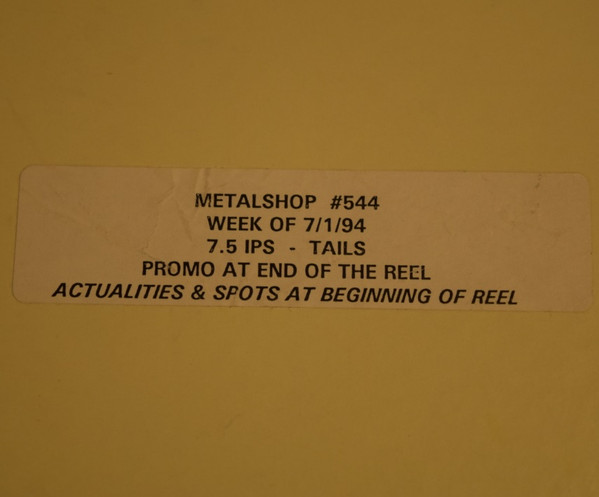 METALSHOP #544
WEEK OF 7/1/94
7.5 IPS - TAILS
PROMO AT END OF THE REEL
ACTUALITIES & SPOTS AT BEGINNING OF REEL